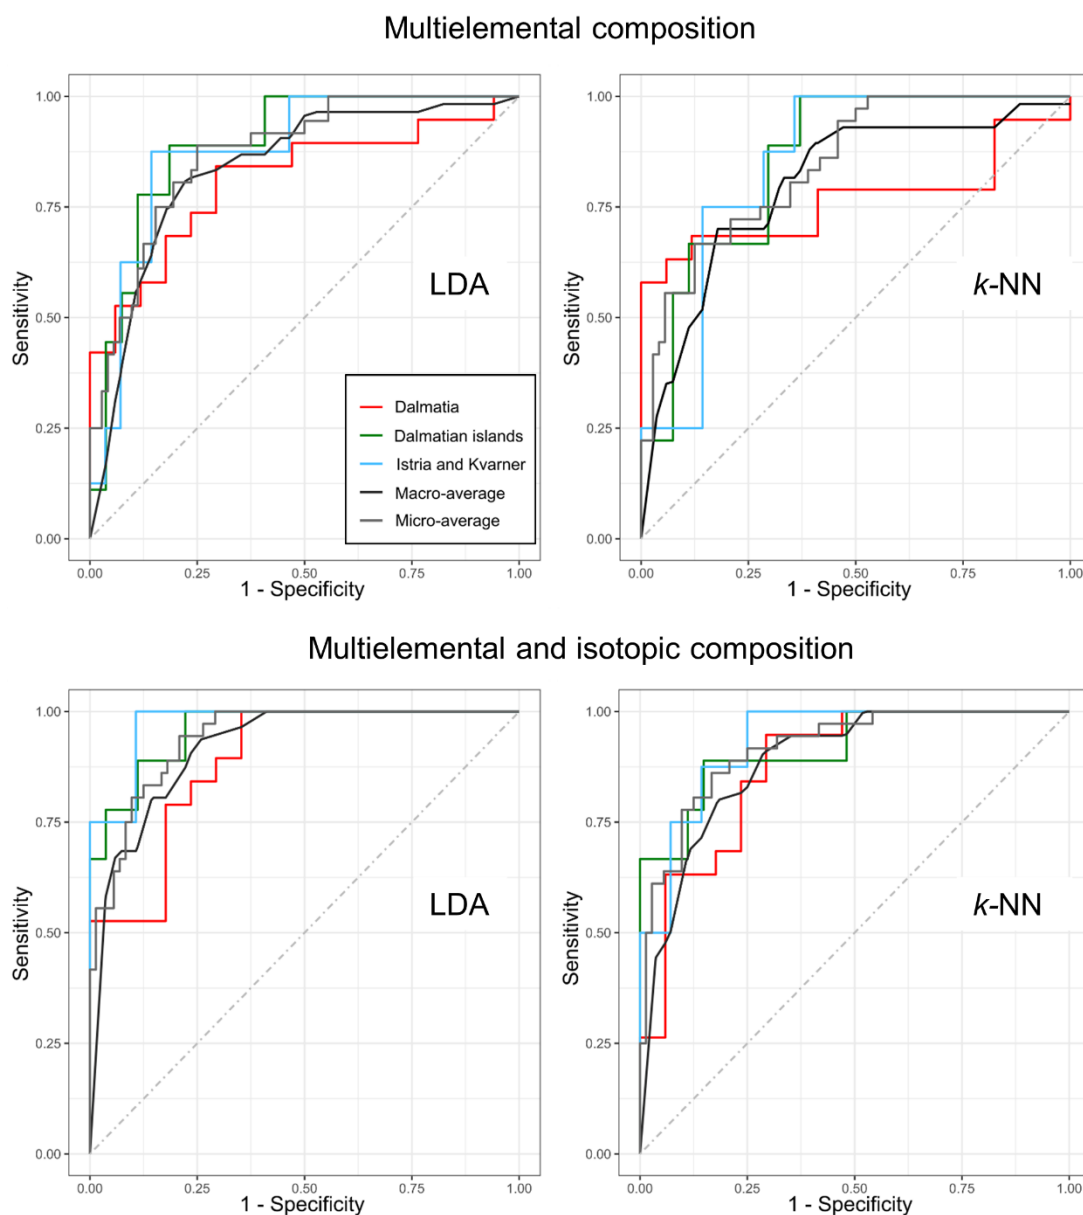 Multielemental composition
1.00
0.75
0.50
0.25
0.00
Sensitivity
LDA
Dalmatia
Dalmatian islands
Istria and Kvarner
Macro-average
Micro-average
0.00 0.25 0.50 0.75 1.00
1 - Specificity
1.00
0.75
0.50
0.25
0.00
Sensitivity
k-NN
0.00 0.25 0.50 0.75 1.00
1 - Specificity
Multielemental and isotopic composition
1.00
0.75
0.50
0.25
0.00
Sensitivity
LDA
0.00 0.25 0.50 0.75 1.00
1 - Specificity
1.00
0.75
0.50
0.25
0.00
Sensitivity
k-NN
0.00 0.25 0.50 0.75 1.00
1 - Specificity